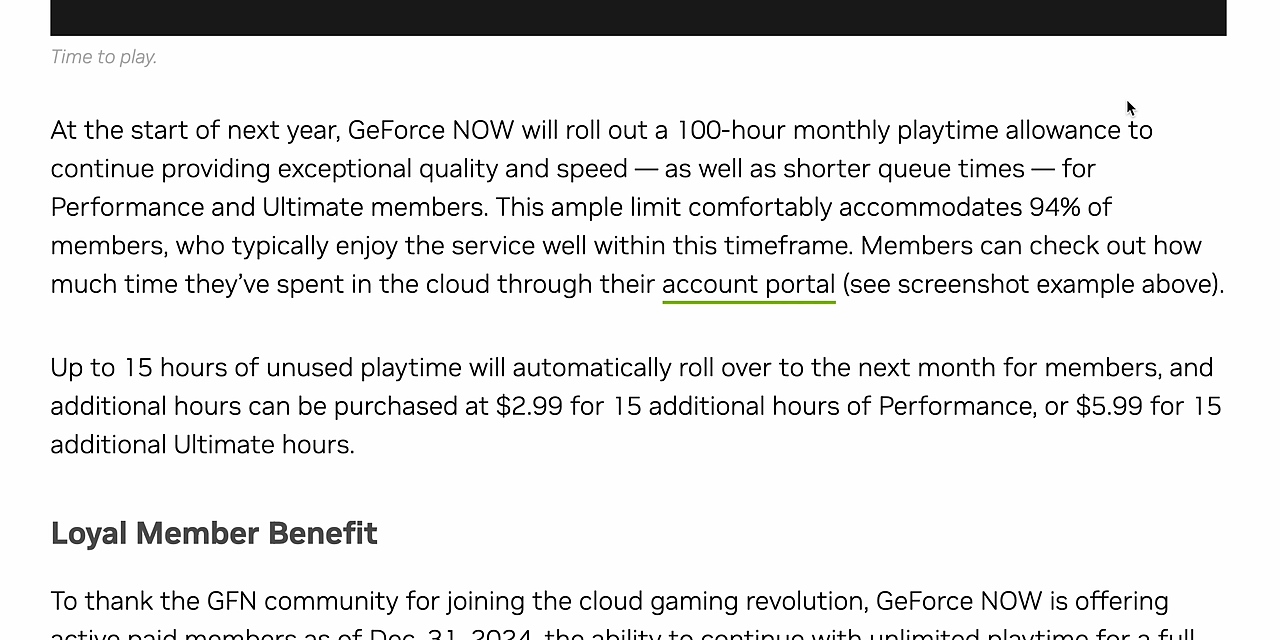 Time to play.
At the start of next year, GeForce NOW will roll out a 100-hour monthly playtime allowance to
continue providing exceptional quality and speed — as well as shorter queue times — for
Performance and Ultimate members. This ample limit comfortably accommodates 94% of
members, who typically enjoy the service well within this timeframe. Members can check out how
much time they’ve spent in the cloud through their account portal (see screenshot example above).
Up to 15 hours of unused playtime will automatically roll over to the next month for members, and
additional hours can be purchased at $2.99 for 15 additional hours of Performance, or $5.99 for 15
additional Ultimate hours.
Loyal Member Benefit
To thank the GFN community for joining the cloud gaming revolution, GeForce NOW is offering
active paid members as of Dec. 31, 2024, the ability to continue with unlimited playtime for a full